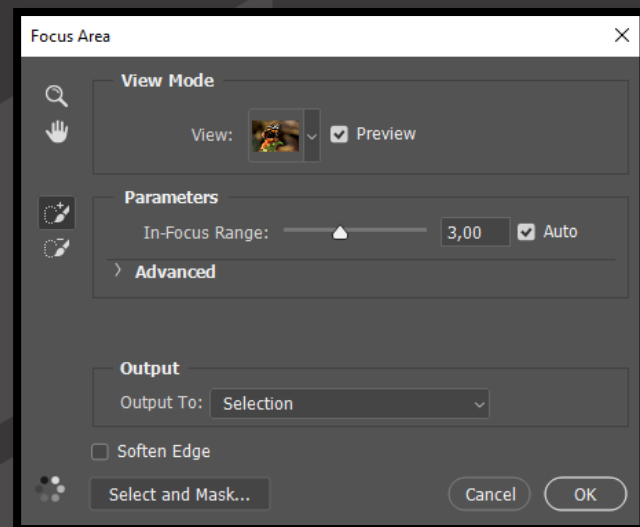 Focus Area
View Mode
View:
Preview
Parameters
In-Focus Range:
3,00
Auto
Advanced
Output
Output To:
Selection
Soften Edge
Select and Mask...
Cancel
OK